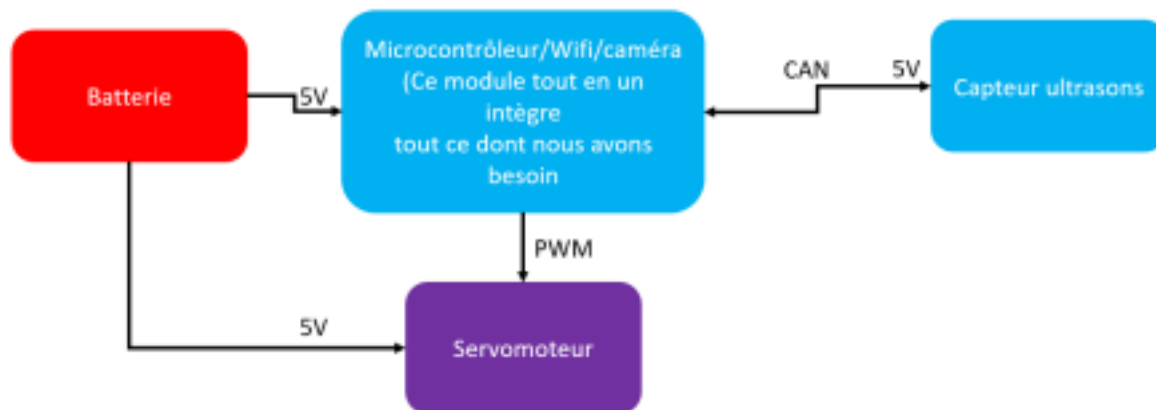 Batterie
5V
Microcontrôleur/Wifi/caméra
(Ce module tout en un
intègre
tout ce dont nous avons
besoin
CAN
5V
Capteur ultrasons
PWM
5V
Servomoteur